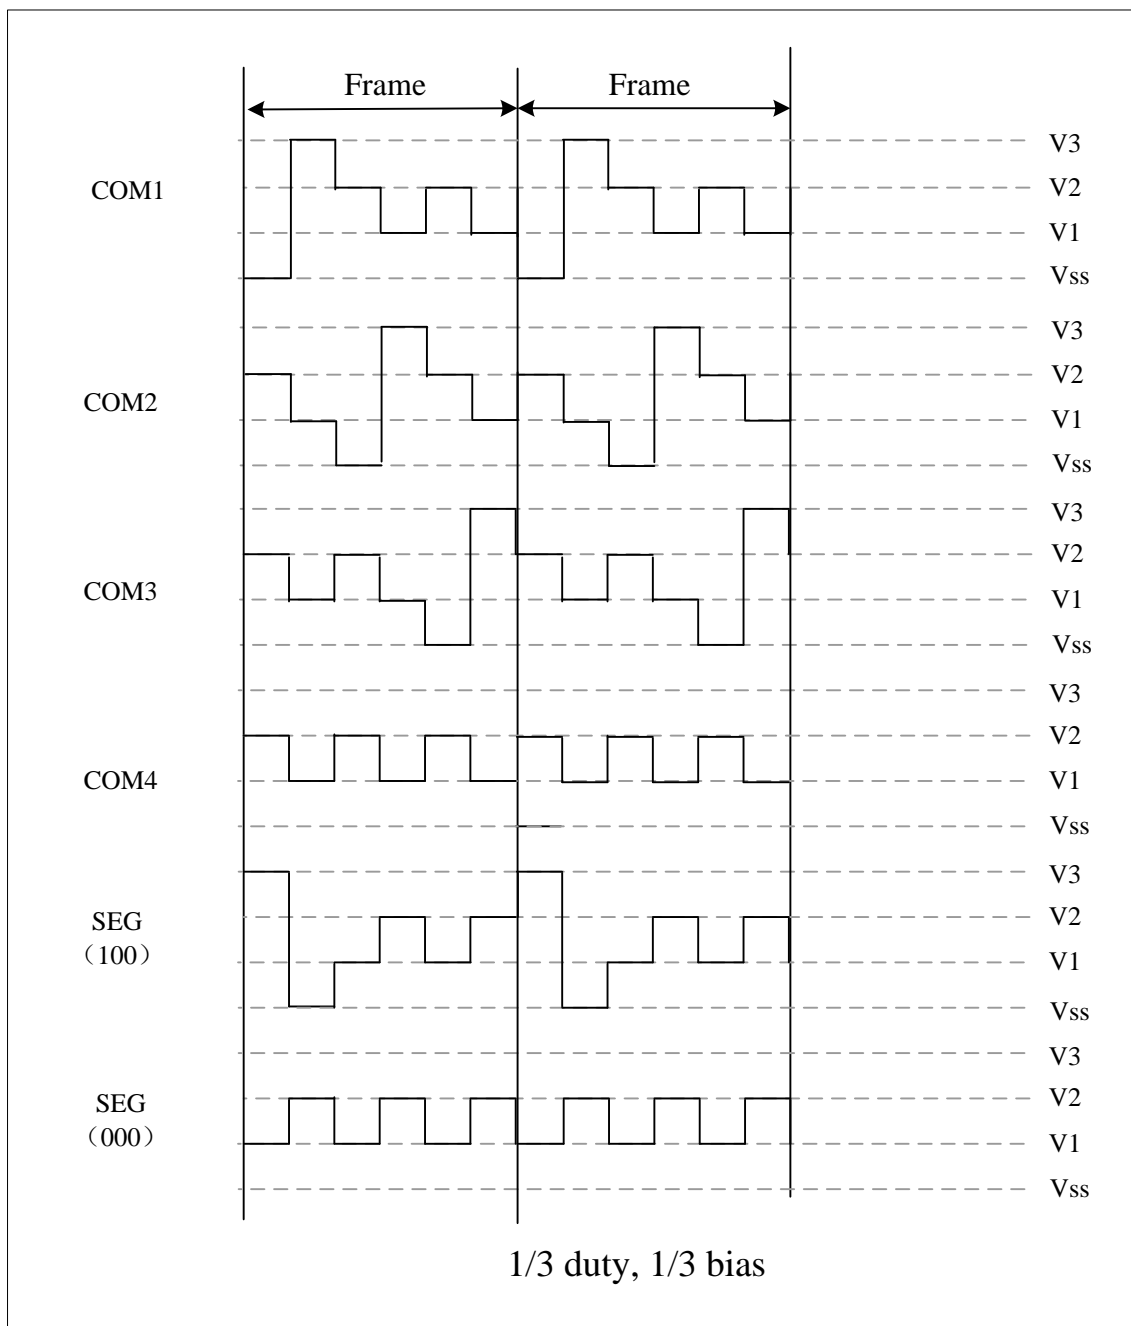 Frame Frame
V3
COM1 V2
V1
Vss
V3
V2
COM2
V1
Vss
V3
V2
COM3 V1
Vss
V3
V2
COM4 V1
Vss
V3
SEG V2
（100） V1
Vss
V3
SEG V2
（000） V1
Vss
1/3 duty, 1/3 bias